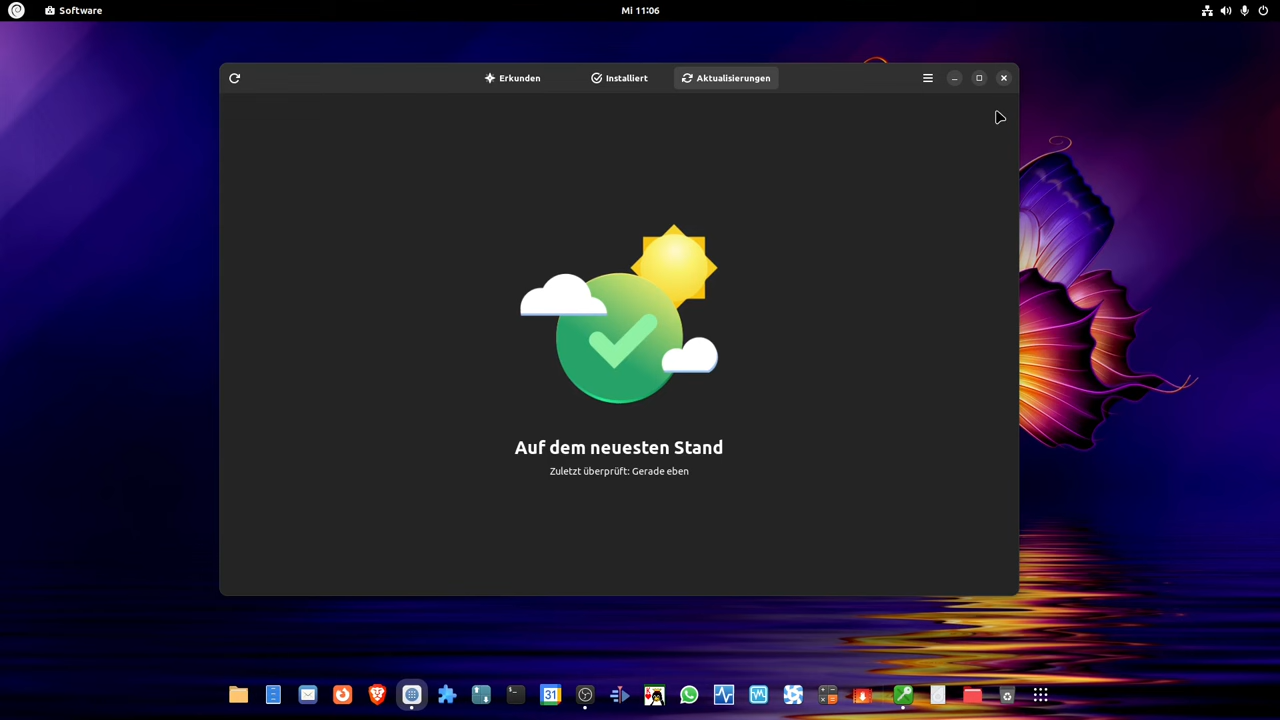 Software
Mi 11:06
Erkunden
Installiert
Aktualisierungen
Auf dem neuesten Stand
Zuletzt überprüft: Gerade eben
31